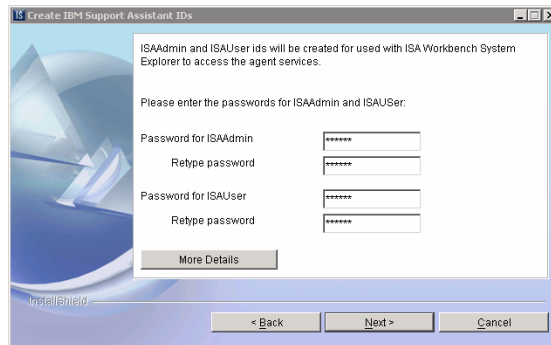 IS Create IBM Support Assistant IDs
ISAAdmin and ISAUser ids will be created for used with ISA Workbench System
Explorer to access the agent services.
Please enter the passwords for ISAAdmin and ISAUSer:
Password for ISAAdmin ******
Retype password ******
Password for ISAUser ******
Retype password ******
More Details
InstallShield
< Back Next > Cancel